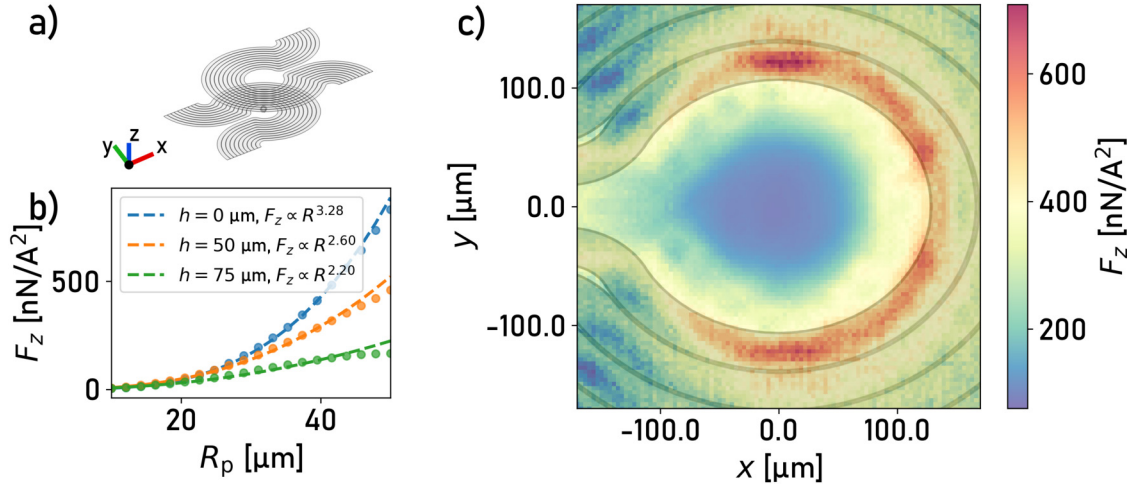 a)
y z x
b)
h = 0 µm, F_z ∝ R^3.28
h = 50 µm, F_z ∝ R^2.60
h = 75 µm, F_z ∝ R^2.20
F_z [nN/A²]
500
0
20 40
R_p [µm]
c)
y [µm]
100.0
0.0
-100.0
-100.0 0.0 100.0
x [µm]
600
400
200
F_z [nN/A²]